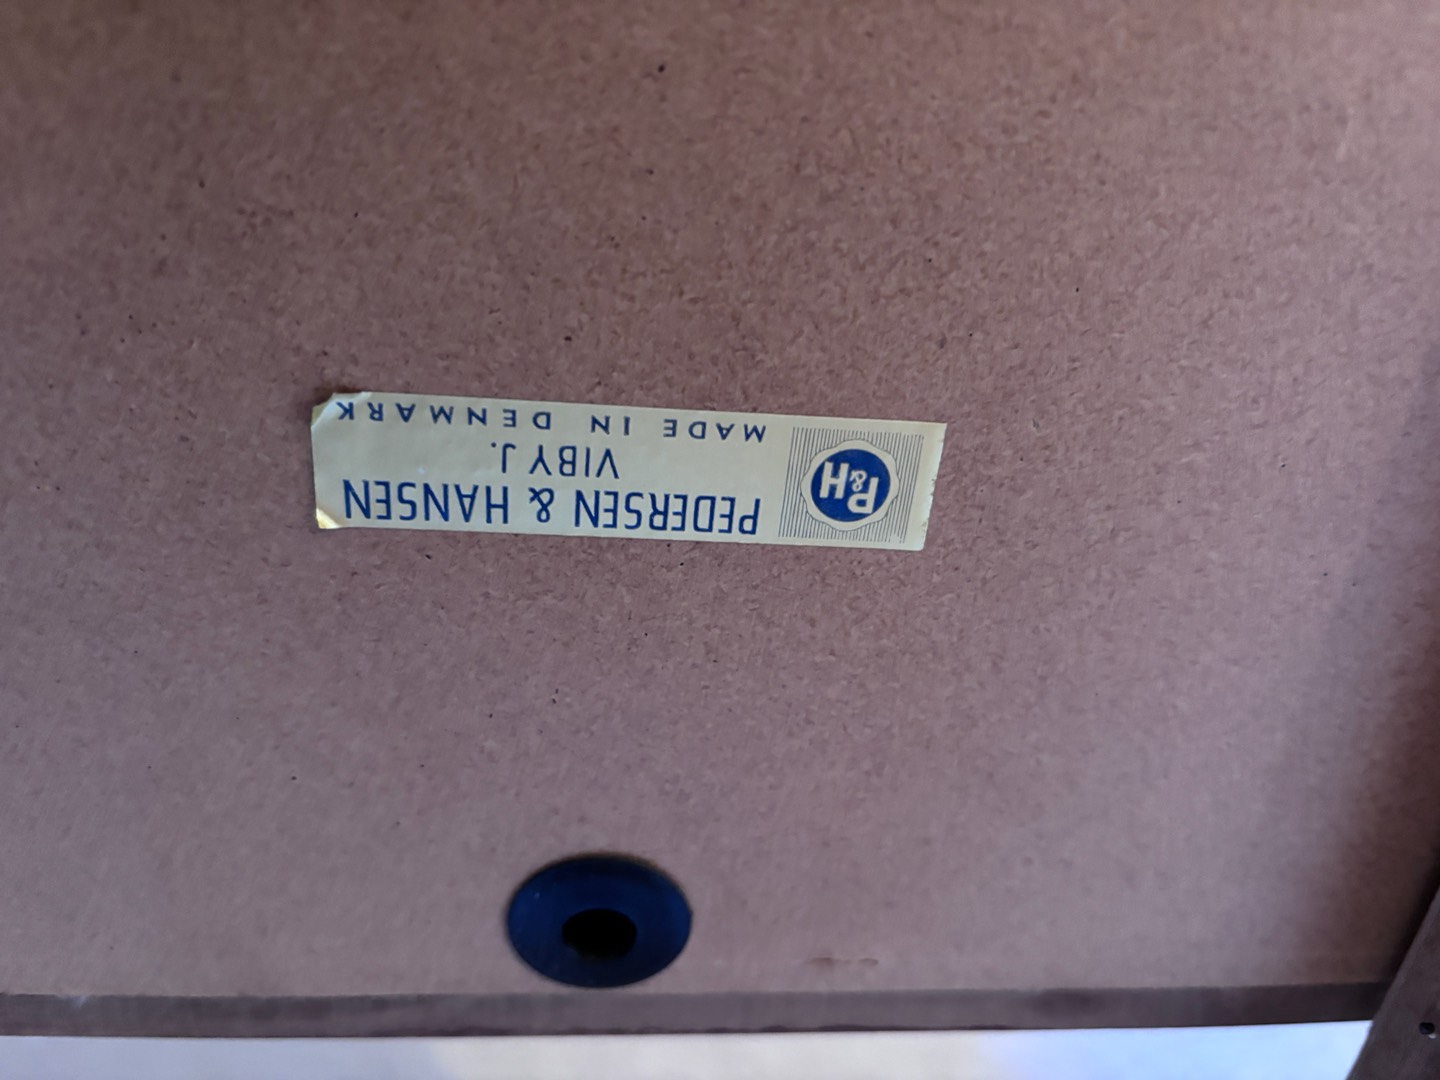 P&H
PEDERSEN & HANSEN
VIBY J.
MADE IN DENMARK